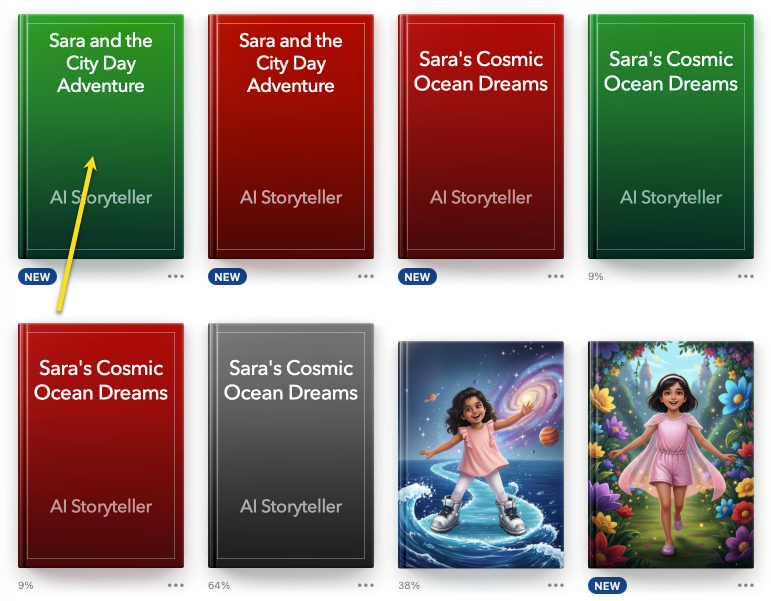 Sara and the
City Day
Adventure
AI Storyteller
NEW
Sara and the
City Day
Adventure
AI Storyteller
NEW
Sara's Cosmic
Ocean Dreams
AI Storyteller
NEW
Sara's Cosmic
Ocean Dreams
AI Storyteller
9%
Sara's Cosmic
Ocean Dreams
AI Storyteller
9%
Sara's Cosmic
Ocean Dreams
AI Storyteller
64%
38%
NEW